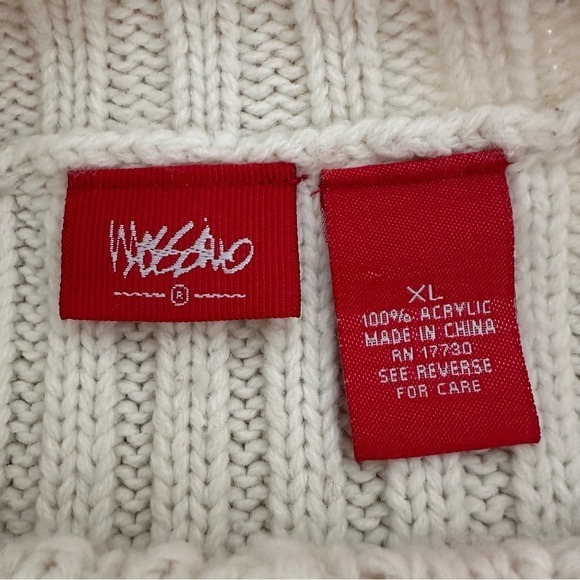 Mossimo
®
XL
100% ACRYLIC
MADE IN CHINA
RN 17730
SEE REVERSE
FOR CARE